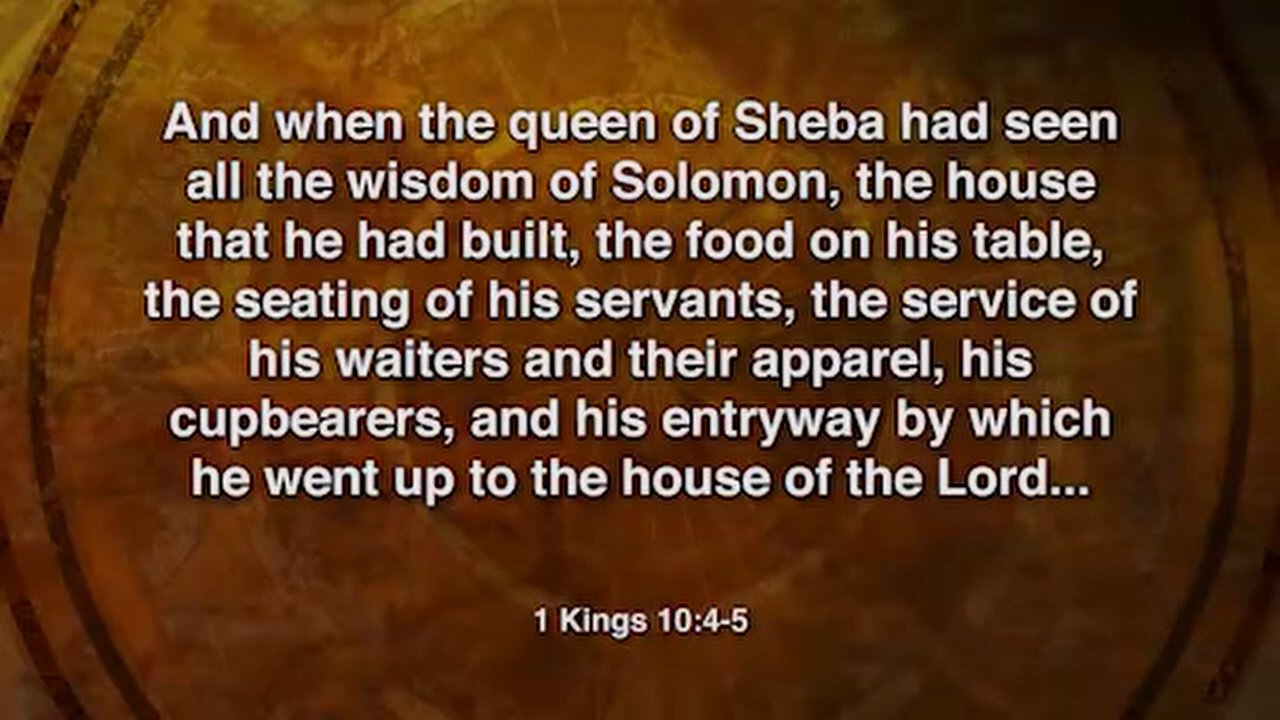 And when the queen of Sheba had seen
all the wisdom of Solomon, the house
that he had built, the food on his table,
the seating of his servants, the service of
his waiters and their apparel, his
cupbearers, and his entryway by which
he went up to the house of the Lord...
1 Kings 10:4-5